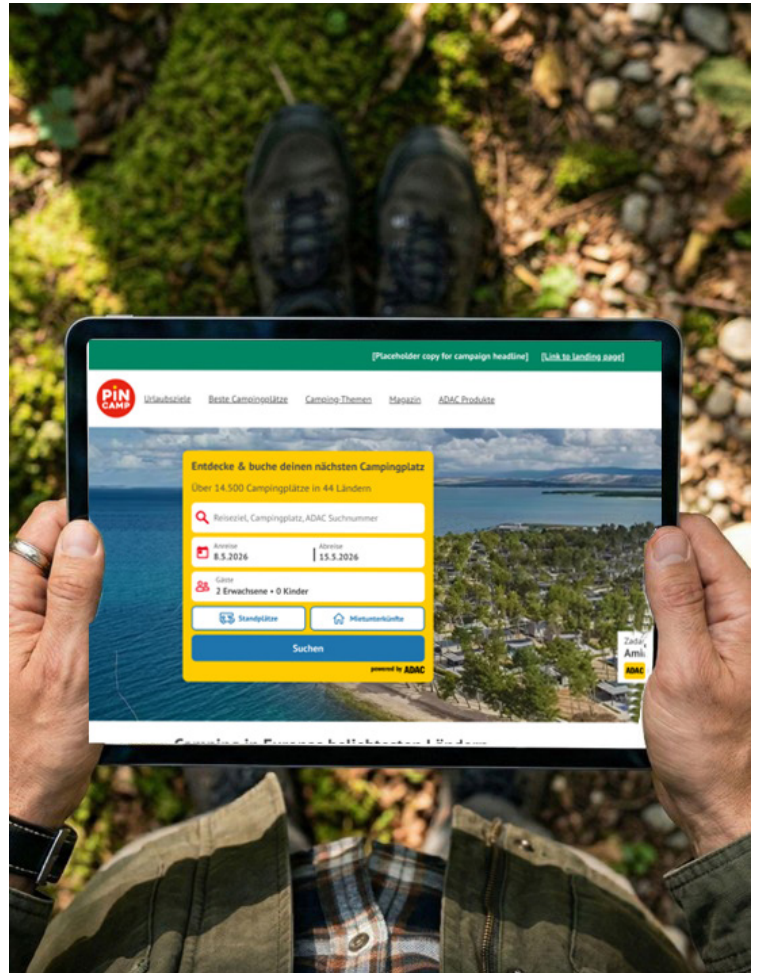 [Placeholder copy for campaign headline] [Link to landing page]
PiN
CAMP
Urlaubsziele Beste Campingplätze Camping-Themen Magazin ADAC Produkte
Entdecke & buche deinen nächsten Campingplatz
Über 14.500 Campingplätze in 44 Ländern
Reiseziel, Campingplatz, ADAC Suchnummer
Anreise Abreise
8.5.2026 15.5.2026
Gäste
2 Erwachsene • 0 Kinder
Standplätze Mietunterkünfte
Suchen
powered by ADAC
Zada
Ami
ADAC